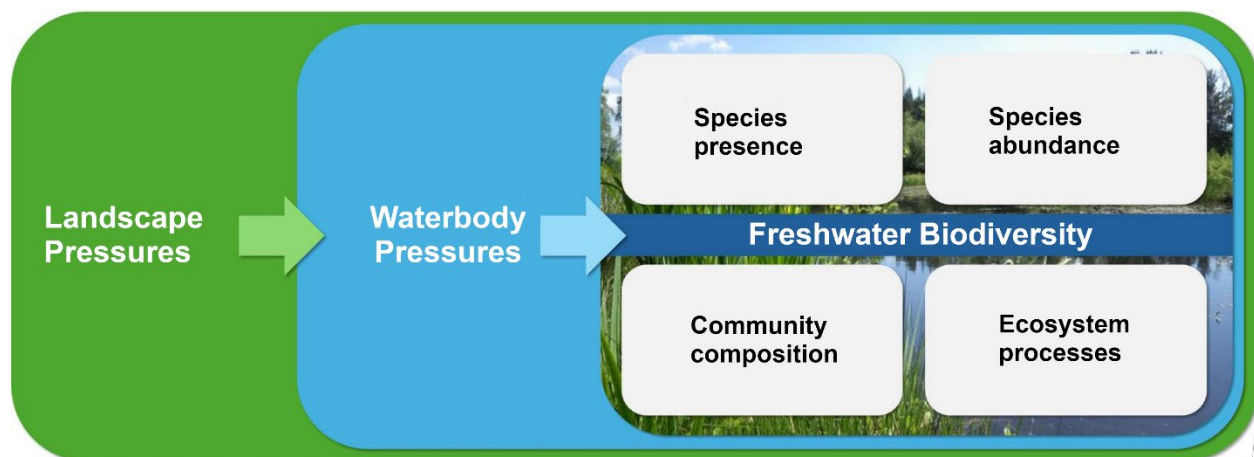 Landscape
Pressures
Waterbody
Pressures
Species
presence
Species
abundance
Freshwater Biodiversity
Community
composition
Ecosystem
processes